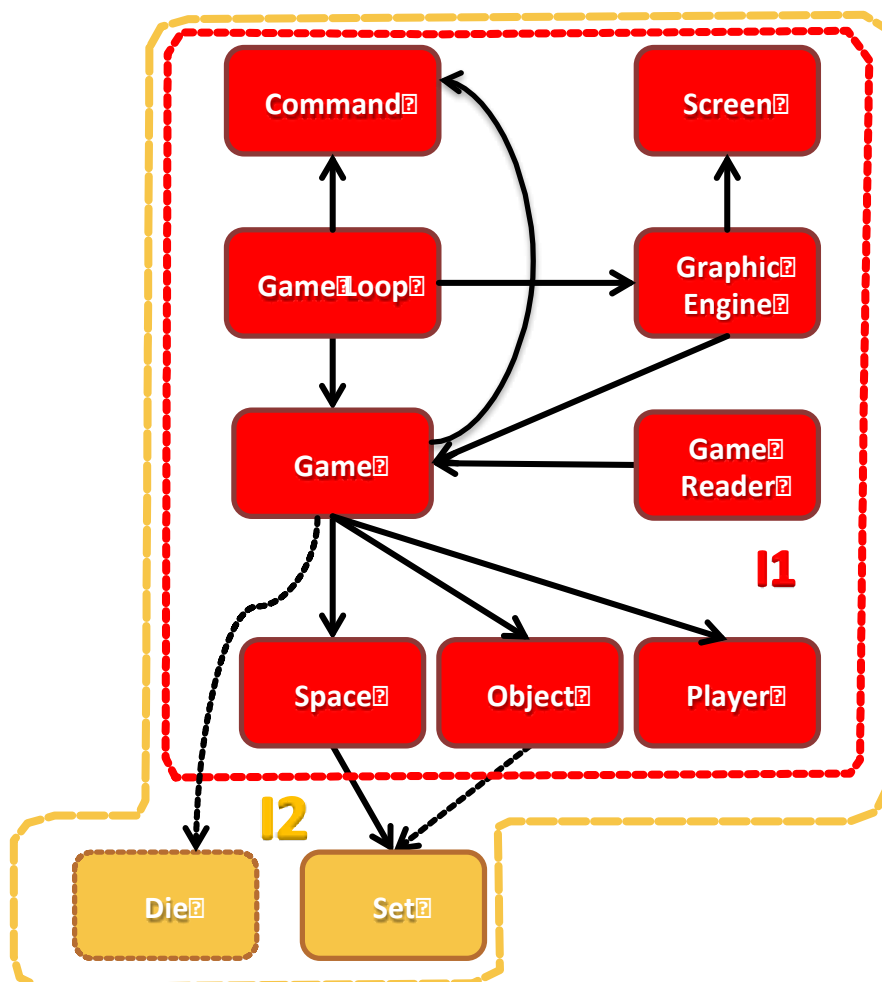 Command
Screen
Game Loop
Graphic
Engine
Game
Game
Reader
I1
Space
Object
Player
I2
Die
Set